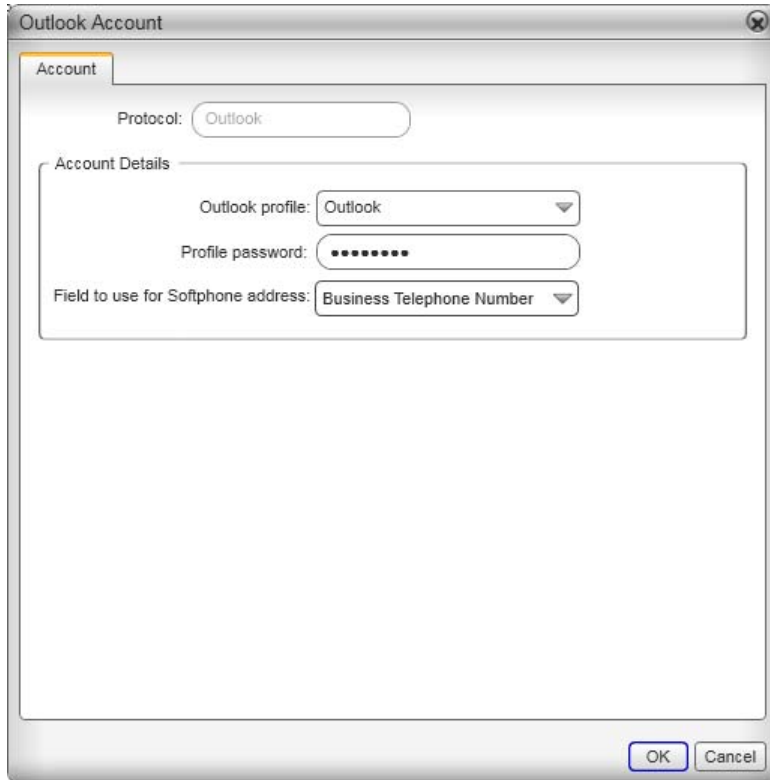 Outlook Account
Account
Protocol: Outlook
Account Details
Outlook profile: Outlook
Profile password: ••••••••
Field to use for Softphone address: Business Telephone Number
OK Cancel